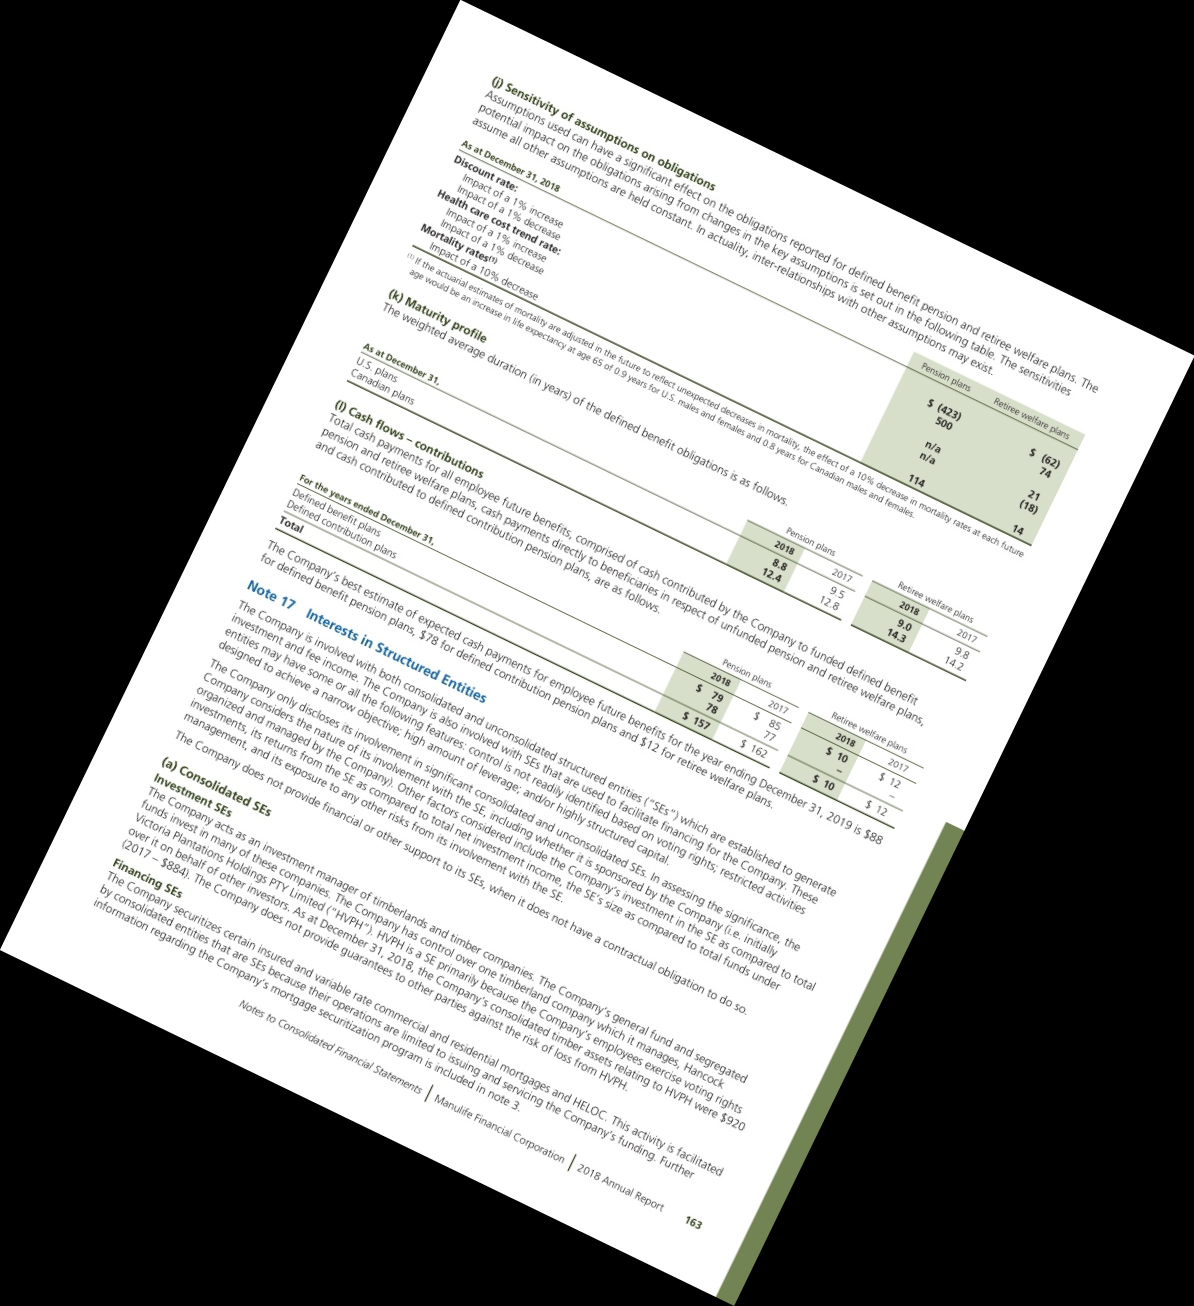 (j) Sensitivity of assumptions on obligations
Assumptions used can have a significant effect on the obligations reported for defined benefit pension and retiree welfare plans. The
potential impact on the obligations arising from changes in the key assumptions is set out in the following table. The sensitivities
assume all other assumptions are held constant. In actuality, inter-relationships with other assumptions may exist.
As at December 31, 2018 Pension plans Retiree welfare plans
Discount rate:
Impact of a 1% increase $ (423) $ (62)
Impact of a 1% decrease 500 74
Health care cost trend rate:
Impact of a 1% increase n/a 21
Impact of a 1% decrease n/a (18)
Mortality rates(1)
Impact of a 10% decrease 114 14
(1) If the actuarial estimates of mortality are adjusted in the future to reflect unexpected decreases in mortality, the effect of a 10% decrease in mortality rates at each future
age would be an increase in life expectancy at age 65 of 0.9 years for U.S. males and females and 0.8 years for Canadian males and females.
(k) Maturity profile
The weighted average duration (in years) of the defined benefit obligations is as follows.
Pension plans Retiree welfare plans
As at December 31, 2018 2017 2018 2017
U.S. plans 8.8 9.5 9.0 9.8
Canadian plans 12.4 12.8 14.3 14.2
(l) Cash flows – contributions
Total cash payments for all employee future benefits, comprised of cash contributed by the Company to funded defined benefit
pension and retiree welfare plans, cash payments directly to beneficiaries in respect of unfunded pension and retiree welfare plans,
and cash contributed to defined contribution pension plans, are as follows.
Pension plans Retiree welfare plans
For the years ended December 31, 2018 2017 2018 2017
Defined benefit plans $ 79 $ 85 $ 10 $ 12
Defined contribution plans 78 77 – –
Total $ 157 $ 162 $ 10 $ 12
The Company's best estimate of expected cash payments for employee future benefits for the year ending December 31, 2019 is $88
for defined benefit pension plans, $78 for defined contribution pension plans and $12 for retiree welfare plans.
Note 17 Interests in Structured Entities
The Company is involved with both consolidated and unconsolidated structured entities ("SEs") which are established to generate
investment and fee income. The Company is also involved with SEs that are used to facilitate financing for the Company. These
entities may have some or all the following features: control is not readily identified based on voting rights; restricted activities
designed to achieve a narrow objective; high amount of leverage; and/or highly structured capital.
The Company only discloses its involvement in significant consolidated and unconsolidated SEs. In assessing the significance, the
Company considers the nature of its involvement with the SE, including whether it is sponsored by the Company (i.e. initially
organized and managed by the Company). Other factors considered include the Company's investment in the SE as compared to total
investments, its returns from the SE as compared to total net investment income, the SE's size as compared to total funds under
management, and its exposure to any other risks from its involvement with the SE.
The Company does not provide financial or other support to its SEs, when it does not have a contractual obligation to do so.
(a) Consolidated SEs
Investment SEs
The Company acts as an investment manager of timberlands and timber companies. The Company's general fund and segregated
funds invest in many of these companies. The Company has control over one timberland company which it manages, Hancock
Victoria Plantations Holdings PTY Limited ("HVPH"). HVPH is a SE primarily because the Company's employees exercise voting rights
over it on behalf of other investors. As at December 31, 2018, the Company's consolidated timber assets relating to HVPH were $920
(2017 – $884). The Company does not provide guarantees to other parties against the risk of loss from HVPH.
Financing SEs
The Company securitizes certain insured and variable rate commercial and residential mortgages and HELOC. This activity is facilitated
by consolidated entities that are SEs because their operations are limited to issuing and servicing the Company's funding. Further
information regarding the Company's mortgage securitization program is included in note 3.
Notes to Consolidated Financial Statements | Manulife Financial Corporation | 2018 Annual Report 163